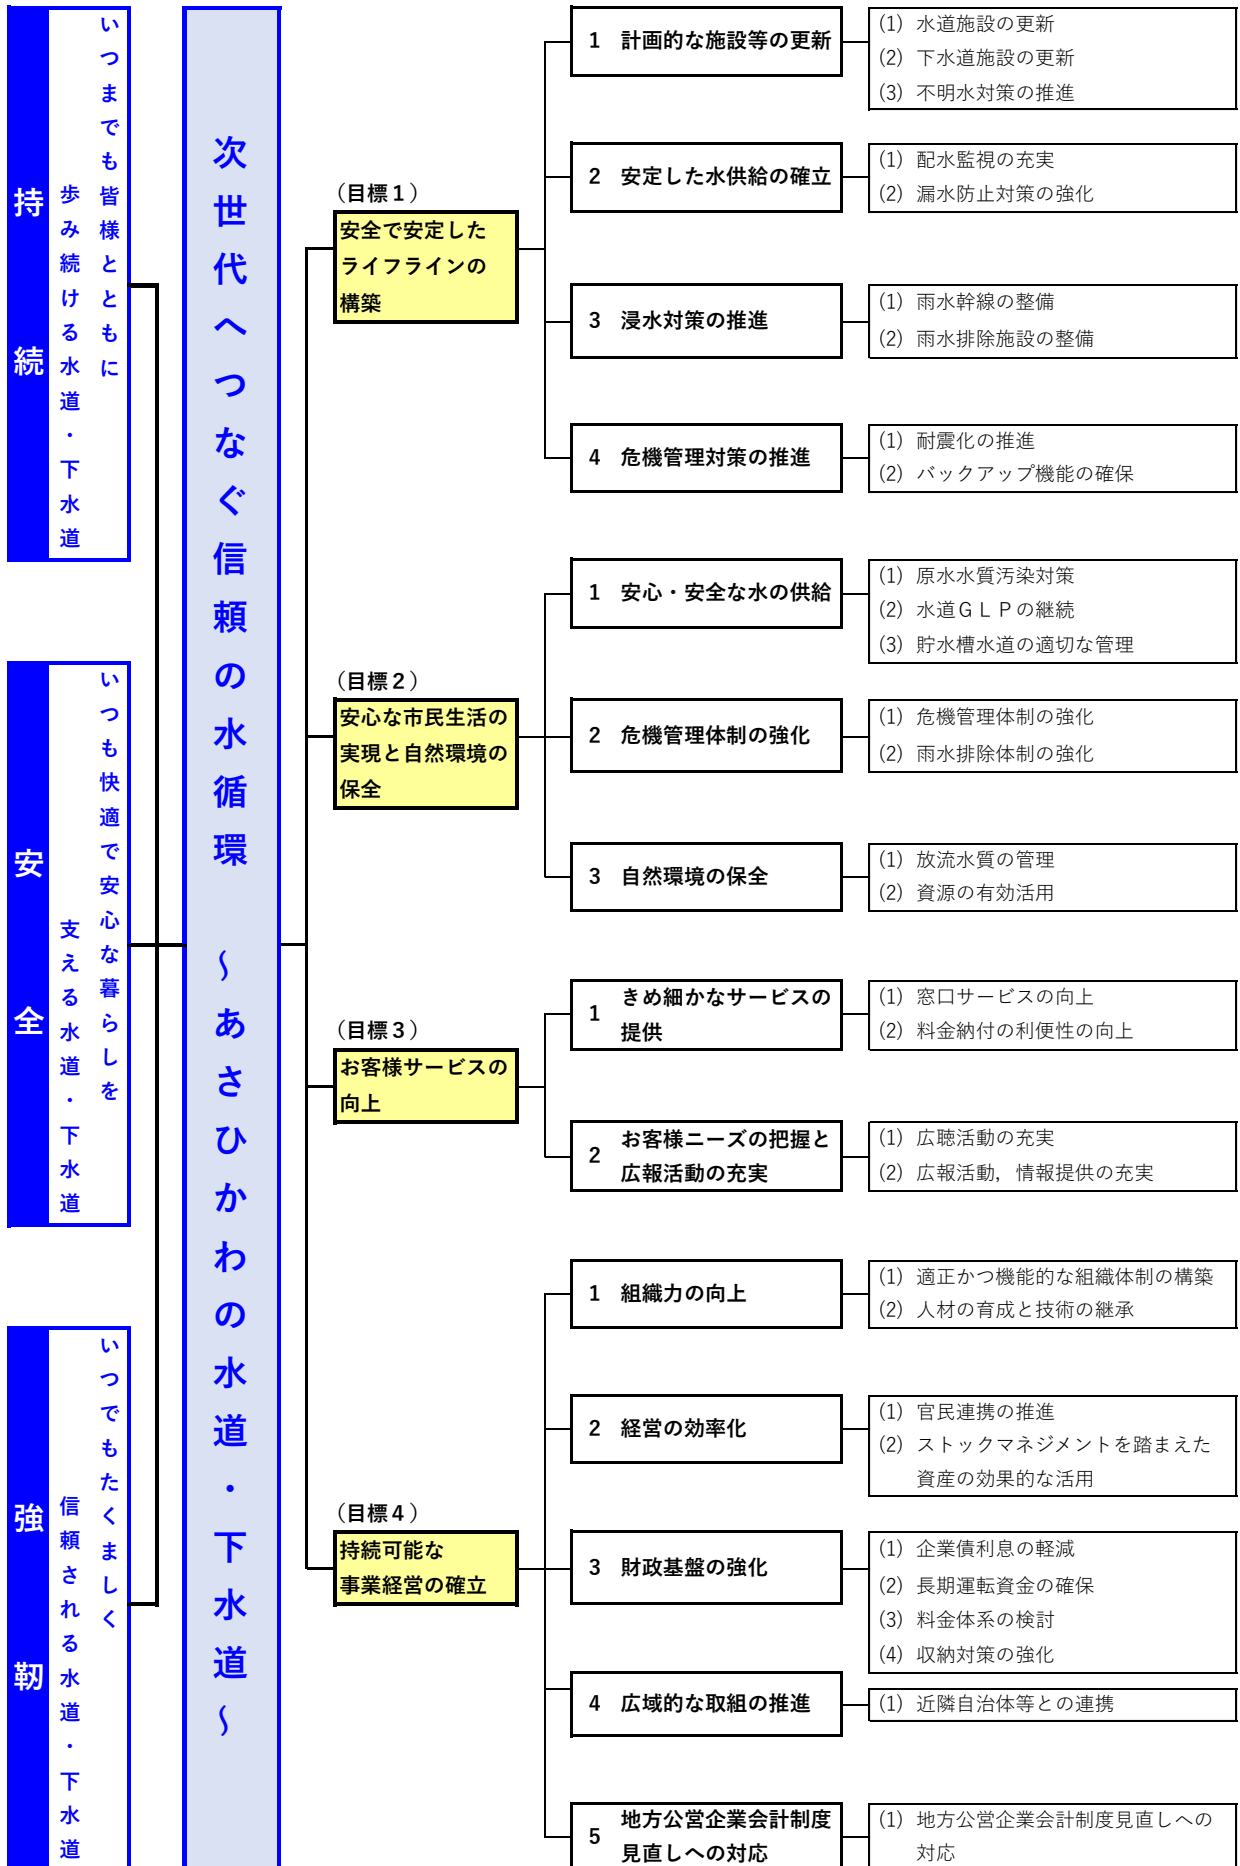 持続
いつまでも皆様とともに
歩み続ける水道・下水道
安全
いつも快適で安心な暮らしを
支える水道・下水道
強靭
いつでもたくましく
信頼される水道・下水道
次世代へつなぐ信頼の水循環　～あさひかわの水道・下水道～
（目標１）
安全で安定した
ライフラインの
構築
1　計画的な施設等の更新
(1) 水道施設の更新
(2) 下水道施設の更新
(3) 不明水対策の推進
2　安定した水供給の確立
(1) 配水監視の充実
(2) 漏水防止対策の強化
3　浸水対策の推進
(1) 雨水幹線の整備
(2) 雨水排除施設の整備
4　危機管理対策の推進
(1) 耐震化の推進
(2) バックアップ機能の確保
（目標２）
安心な市民生活の
実現と自然環境の
保全
1　安心・安全な水の供給
(1) 原水水質汚染対策
(2) 水道ＧＬＰの継続
(3) 貯水槽水道の適切な管理
2　危機管理体制の強化
(1) 危機管理体制の強化
(2) 雨水排除体制の強化
3　自然環境の保全
(1) 放流水質の管理
(2) 資源の有効活用
（目標３）
お客様サービスの
向上
1　きめ細かなサービスの
提供
(1) 窓口サービスの向上
(2) 料金納付の利便性の向上
2　お客様ニーズの把握と
広報活動の充実
(1) 広聴活動の充実
(2) 広報活動，情報提供の充実
（目標４）
持続可能な
事業経営の確立
1　組織力の向上
(1) 適正かつ機能的な組織体制の構築
(2) 人材の育成と技術の継承
2　経営の効率化
(1) 官民連携の推進
(2) ストックマネジメントを踏まえた
資産の効果的な活用
3　財政基盤の強化
(1) 企業債利息の軽減
(2) 長期運転資金の確保
(3) 料金体系の検討
(4) 収納対策の強化
4　広域的な取組の推進
(1) 近隣自治体等との連携
5　地方公営企業会計制度
見直しへの対応
(1) 地方公営企業会計制度見直しへの
対応